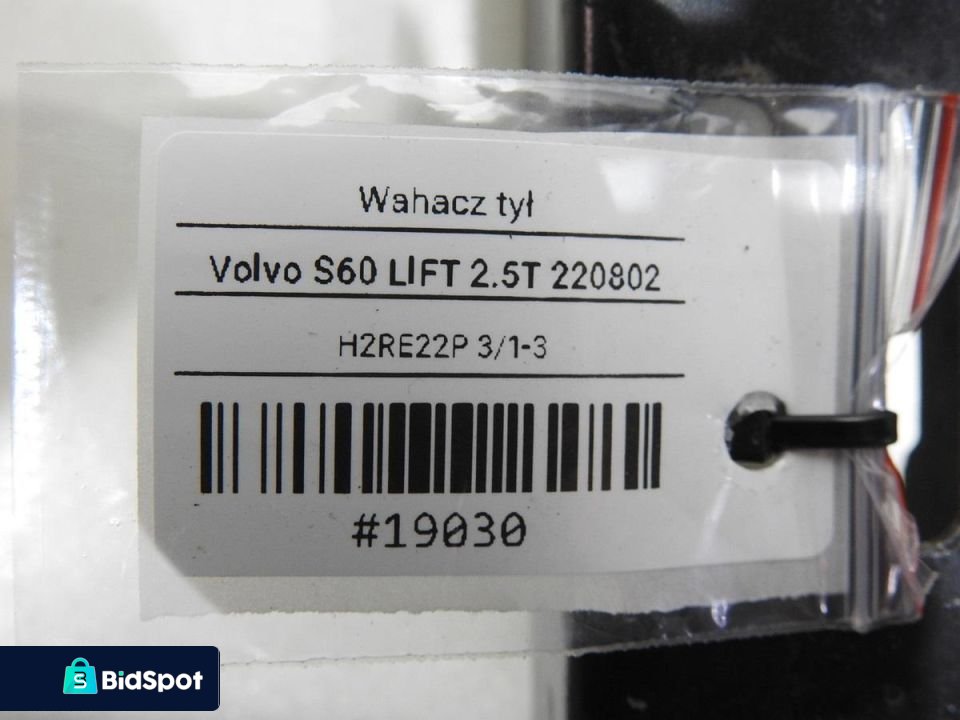 Wahacz tył
Volvo S60 LIFT 2.5T 220802
H2RE22P 3/1-3
#19030
BidSpot